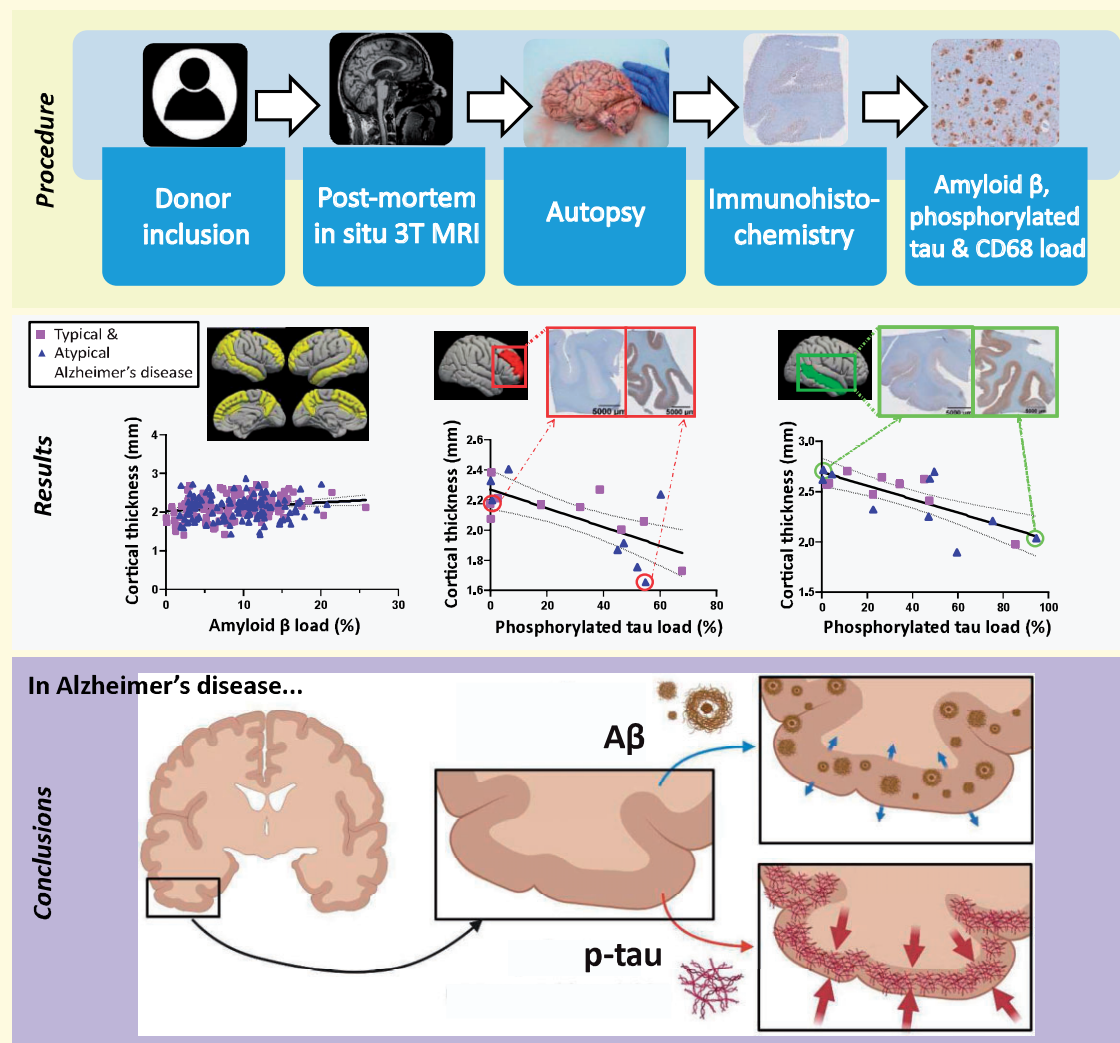 Procedure
Donor
inclusion
Post-mortem
in situ 3T MRI
Autopsy
Immunohisto-
chemistry
Amyloid β,
phosphorylated
tau & CD68 load
Results
Typical &
Atypical
Alzheimer's disease
Cortical thickness (mm)
4
3
2
1
0
0 10 20 30
Amyloid β load (%)
5000 µm
5000 µm
Cortical thickness (mm)
2.6
2.4
2.2
2.0
1.8
1.6
0 20 40 60 80
Phosphorylated tau load (%)
5000 µm
5000 µm
Cortical thickness (mm)
3.0
2.5
2.0
1.5
0 20 40 60 80 100
Phosphorylated tau load (%)
Conclusions
In Alzheimer's disease...
Aβ
p-tau